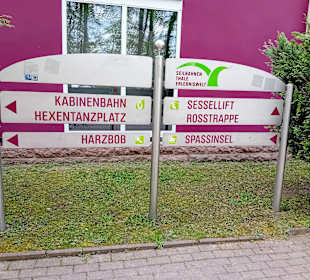 SEILBAHNEN
THALE
ERLEBNISWELT
KABINENBAHN
HEXENTANZPLATZ
SESSELLIFT
ROSSTRAPPE
HARZBOB
SPASSINSEL